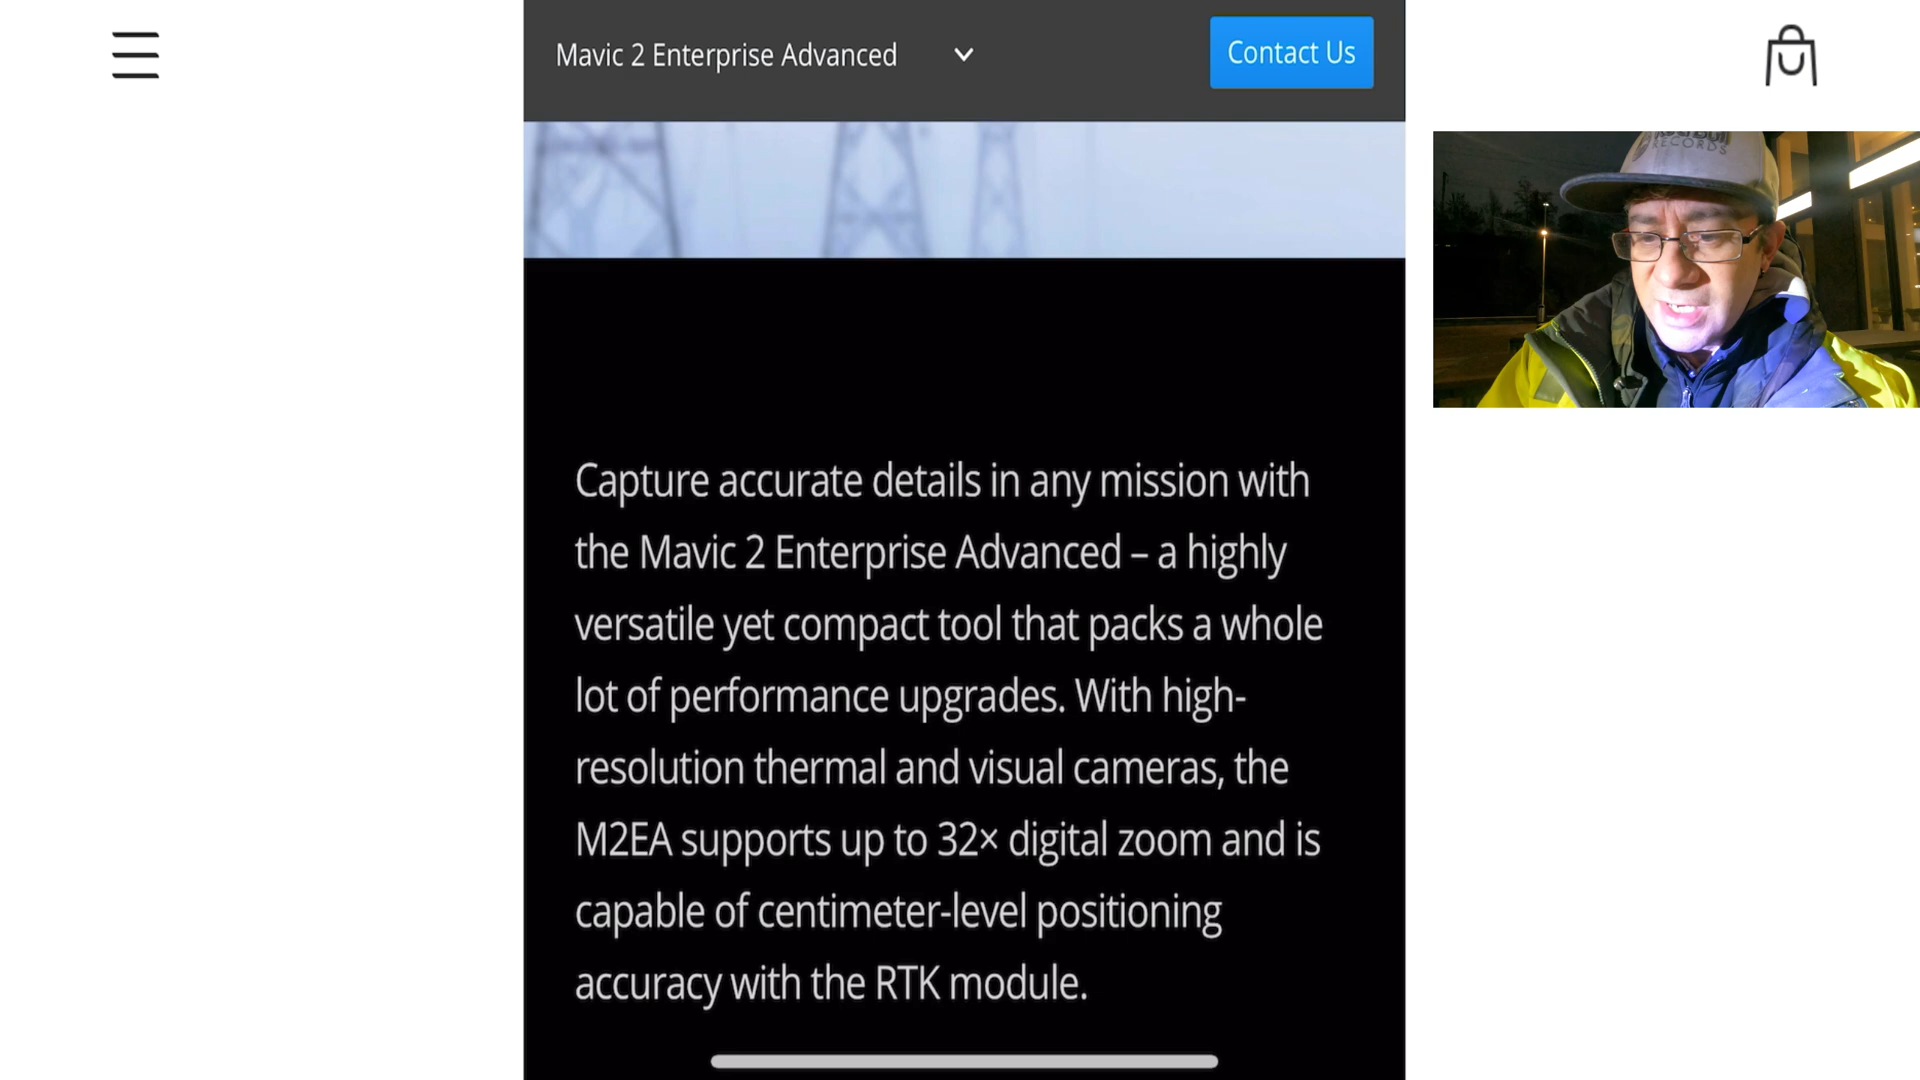 Mavic 2 Enterprise Advanced
Contact Us
RECORDS
Capture accurate details in any mission with
the Mavic 2 Enterprise Advanced – a highly
versatile yet compact tool that packs a whole
lot of performance upgrades. With high-
resolution thermal and visual cameras, the
M2EA supports up to 32× digital zoom and is
capable of centimeter-level positioning
accuracy with the RTK module.